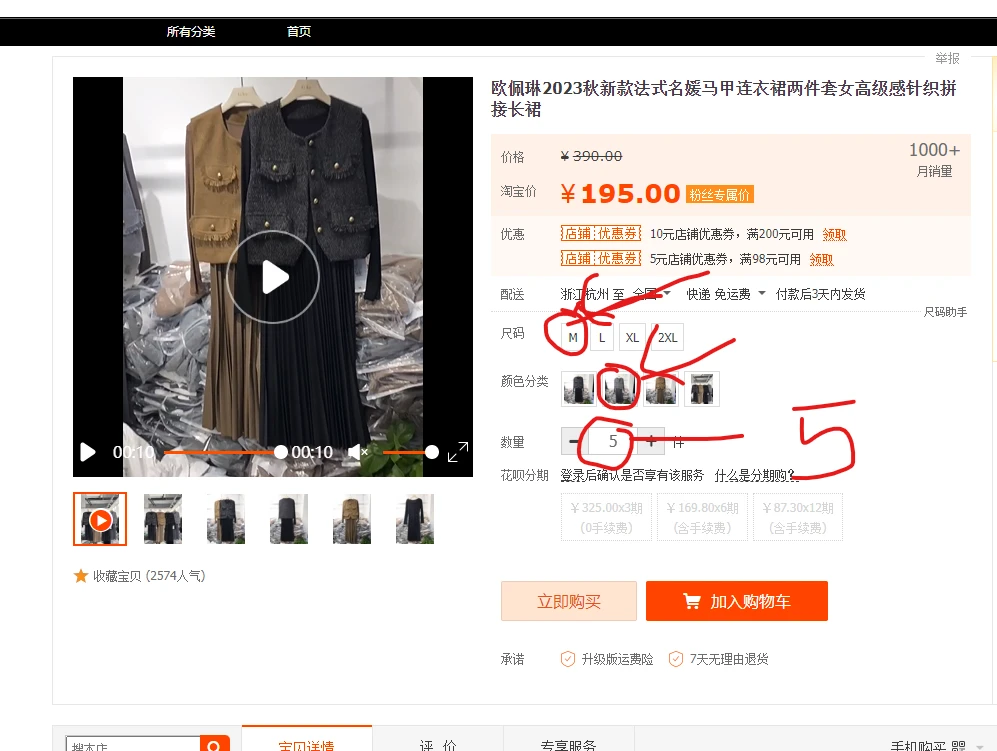 所有分类 首页
举报
欧佩琳2023秋新款法式名媛马甲连衣裙两件套女高级感针织拼
接长裙
价格 ¥ 390.00 1000+
月销量
淘宝价 ¥195.00 粉丝专属价
优惠 店铺优惠券 10元店铺优惠券，满200元可用 领取
店铺优惠券 5元店铺优惠券，满98元可用 领取
配送 浙江杭州 至 全国 快递 免运费 付款后3天内发货
尺码助手
尺码 M L XL 2XL
颜色分类
数量 − 5 + 件
5
00:10 00:10
花呗分期 登录后确认是否享有该服务 什么是分期购?
¥325.00x3期 ¥169.80x6期 ¥87.30x12期
(0手续费) (含手续费) (含手续费)
收藏宝贝 (2574人气)
立即购买 加入购物车
承诺 升级版运费险 7天无理由退货
搜本店 宝贝详情 评 价 专享服务 手机购买